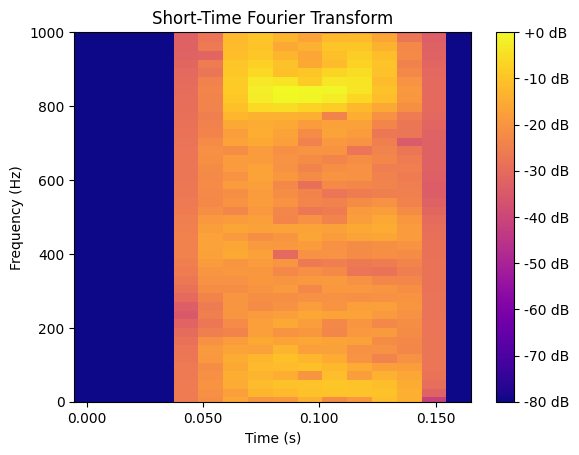 Short-Time Fourier Transform
Frequency (Hz)
1000
800
600
400
200
0
0.000
0.050
0.100
0.150
Time (s)
+0 dB
-10 dB
-20 dB
-30 dB
-40 dB
-50 dB
-60 dB
-70 dB
-80 dB